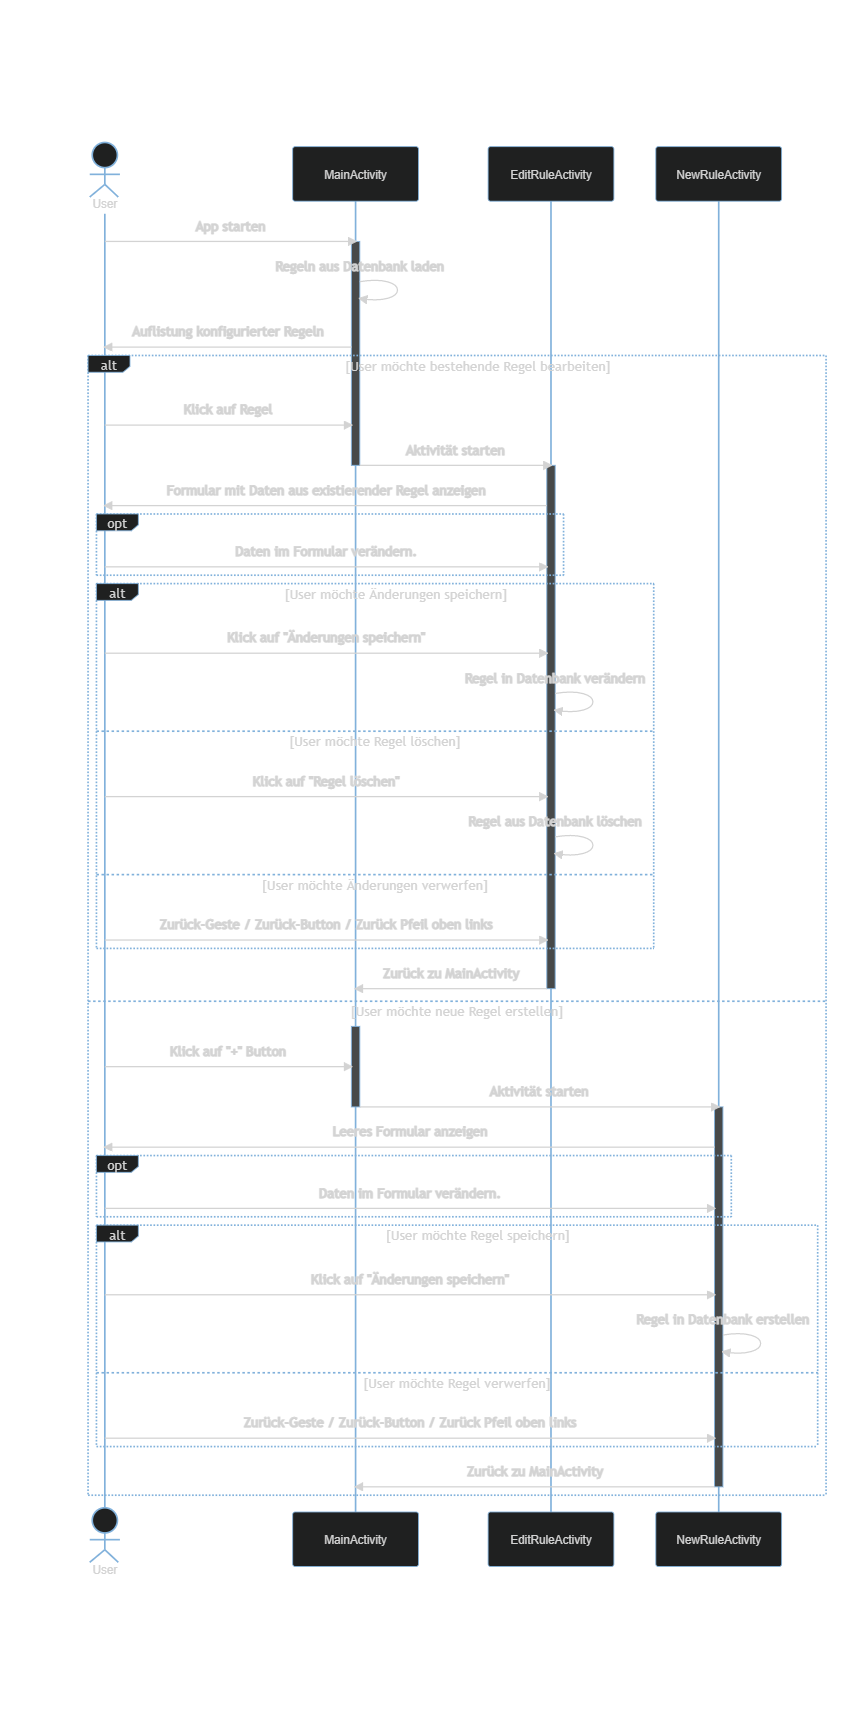 User
MainActivity
EditRuleActivity
NewRuleActivity
App starten
Regeln aus Datenbank laden
Auflistung konfigurierter Regeln
alt
[User möchte bestehende Regel bearbeiten]
Klick auf Regel
Aktivität starten
Formular mit Daten aus existierender Regel anzeigen
opt
Daten im Formular verändern.
alt
[User möchte Änderungen speichern]
Klick auf "Änderungen speichern"
Regel in Datenbank verändern
[User möchte Regel löschen]
Klick auf "Regel löschen"
Regel aus Datenbank löschen
[User möchte Änderungen verwerfen]
Zurück-Geste / Zurück-Button / Zurück Pfeil oben links
Zurück zu MainActivity
[User möchte neue Regel erstellen]
Klick auf "+" Button
Aktivität starten
Leeres Formular anzeigen
opt
Daten im Formular verändern.
alt
[User möchte Regel speichern]
Klick auf "Änderungen speichern"
Regel in Datenbank erstellen
[User möchte Regel verwerfen]
Zurück-Geste / Zurück-Button / Zurück Pfeil oben links
Zurück zu MainActivity
User
MainActivity
EditRuleActivity
NewRuleActivity